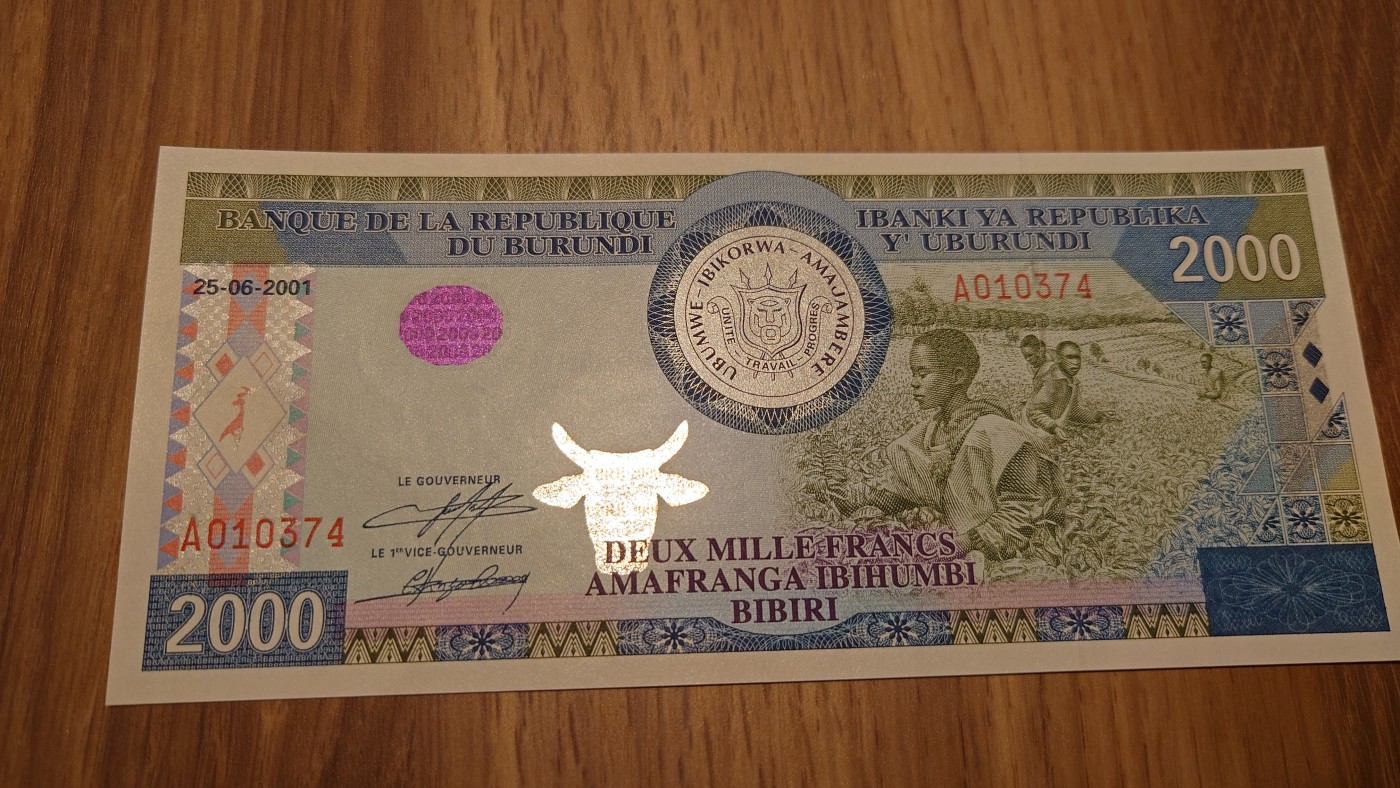 BANQUE DE LA REPUBLIQUE
DU BURUNDI
IBANKI YA REPUBLIKA
Y' UBURUNDI
2000
25-06-2001
A010374
UBUMWE - IBIKORWA - AMAJAMBERE
UNITE - TRAVAIL - PROGRES
LE GOUVERNEUR
A010374
LE 1ER VICE-GOUVERNEUR
DEUX MILLE FRANCS
AMAFRANGA IBIHUMBI
BIBIRI
2000